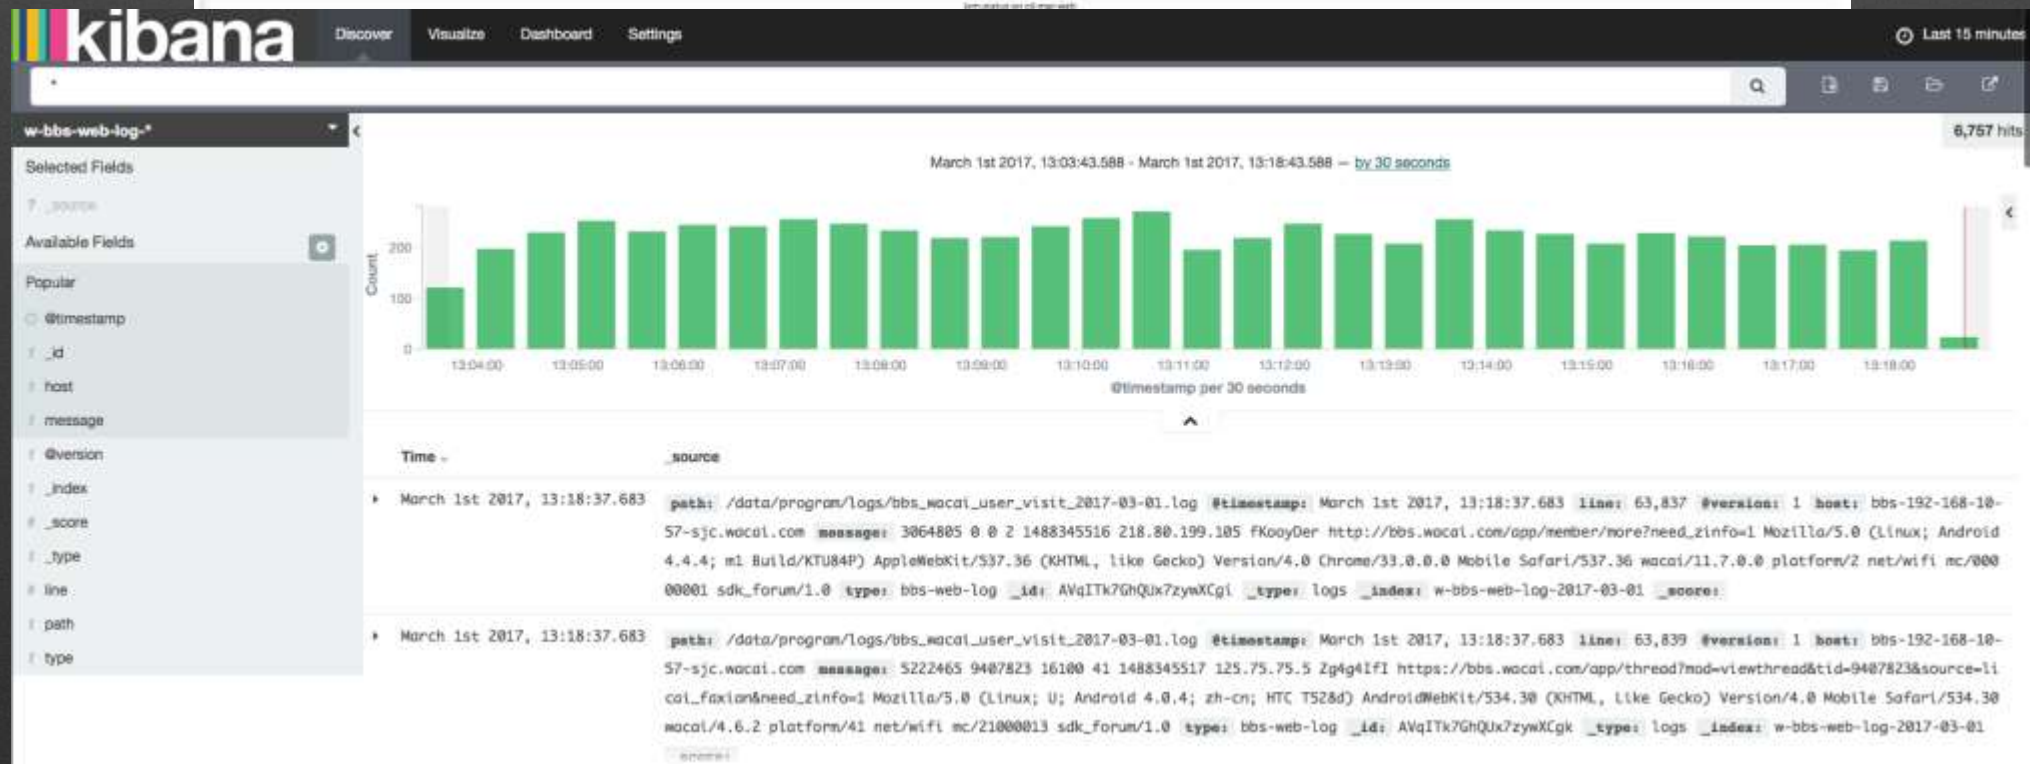 kibana
Discover Visualize Dashboard Settings Last 15 minutes
*
w-bbs-web-log-*
6,757 hits
Selected Fields
March 1st 2017, 13:03:43.588 - March 1st 2017, 13:18:43.588 — by 30 seconds
? _source
Available Fields
Popular
@timestamp
t _id
t host
t message
t @version
t _index
# _score
t _type
# line
t path
t type
Count
200
100
0
13:04:00 13:05:00 13:06:00 13:07:00 13:08:00 13:09:00 13:10:00 13:11:00 13:12:00 13:13:00 13:14:00 13:15:00 13:16:00 13:17:00 13:18:00
@timestamp per 30 seconds
Time _source
March 1st 2017, 13:18:37.683 path: /data/program/logs/bbs_wacai_user_visit_2017-03-01.log @timestamp: March 1st 2017, 13:18:37.683 line: 63,837 @version: 1 host: bbs-192-168-10-
57-sjc.wacai.com message: 3064805 0 0 2 1488345516 218.80.199.105 fKooyDer http://bbs.wacai.com/app/member/more?need_zinfo=1 Mozilla/5.0 (Linux; Android
4.4.4; m1 Build/KTU84P) AppleWebKit/537.36 (KHTML, like Gecko) Version/4.0 Chrome/33.0.0.0 Mobile Safari/537.36 wacai/11.7.0.0 platform/2 net/wifi mc/000
00001 sdk_forum/1.0 type: bbs-web-log _id: AVqITk7GhQUx7zywXCgi _type: logs _index: w-bbs-web-log-2017-03-01 _score:
March 1st 2017, 13:18:37.683 path: /data/program/logs/bbs_wacai_user_visit_2017-03-01.log @timestamp: March 1st 2017, 13:18:37.683 line: 63,839 @version: 1 host: bbs-192-168-10-
57-sjc.wacai.com message: 5222465 9407823 16100 41 1488345517 125.75.75.5 Zg4g4IfI https://bbs.wacai.com/app/thread?mod=viewthread&tid=9407823&source=li
cai_faxian&need_zinfo=1 Mozilla/5.0 (Linux; U; Android 4.0.4; zh-cn; HTC T528d) AndroidWebKit/534.30 (KHTML, Like Gecko) Version/4.0 Mobile Safari/534.30
wacai/4.6.2 platform/41 net/wifi mc/21000013 sdk_forum/1.0 type: bbs-web-log _id: AVqITk7GhQUx7zywXCgk _type: logs _index: w-bbs-web-log-2017-03-01
_score: